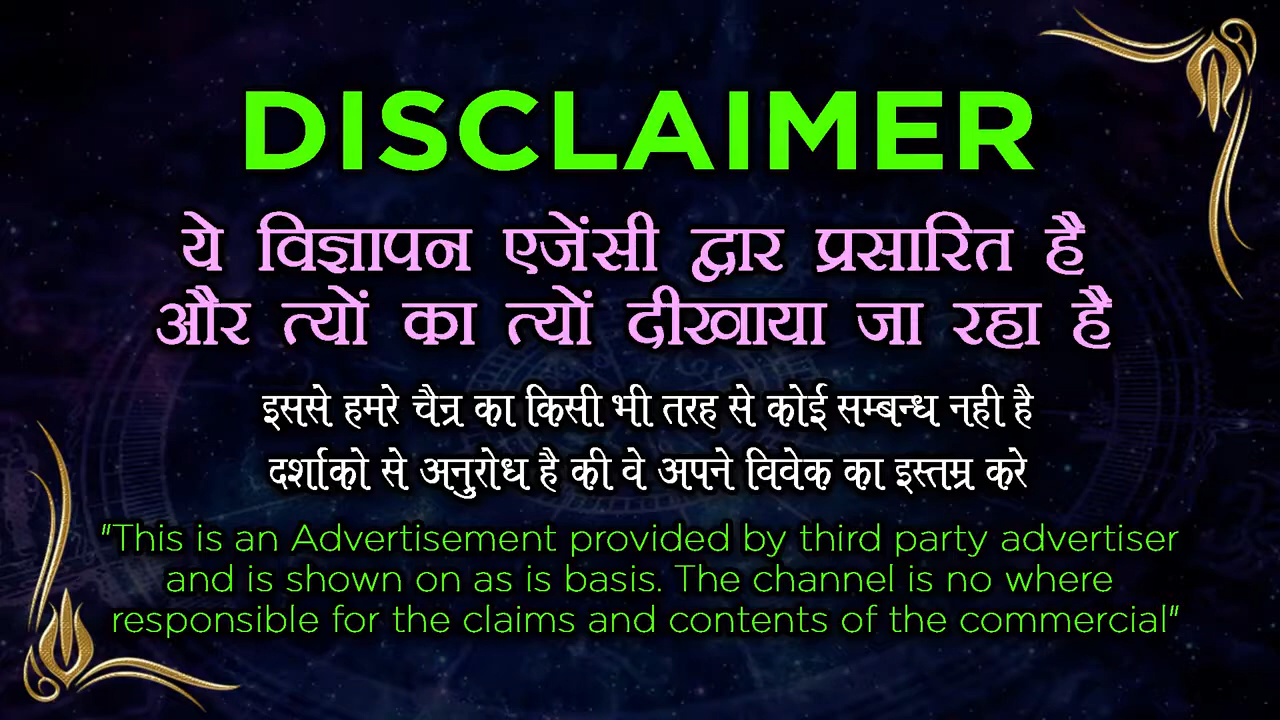 DISCLAIMER
ये विज्ञापन एजेंसी द्वार प्रसारित है
और त्यों का त्यों दीखाया जा रहा है
इससे हमरे चैन्र का किसी भी तरह से कोई सम्बन्ध नही है
दर्शाको से अनुरोध है की वे अपने विवेक का इस्तम्र करे
"This is an Advertisement provided by third party advertiser
and is shown on as is basis. The channel is no where
responsible for the claims and contents of the commercial"